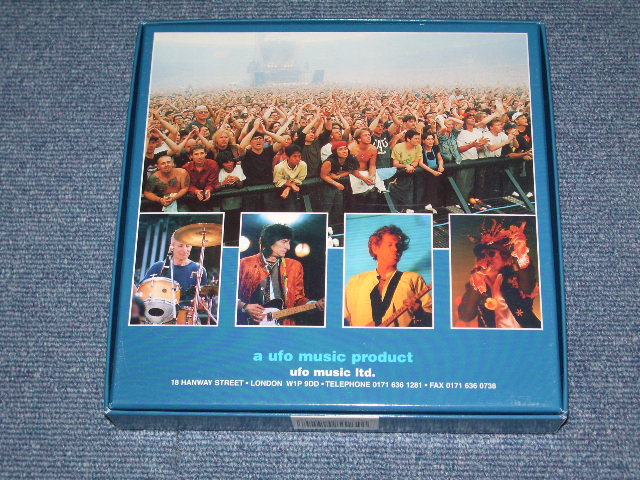 a ufo music product
ufo music ltd.
18 HANWAY STREET • LONDON W1P 9DD • TELEPHONE 0171 636 1281 • FAX 0171 636 0738